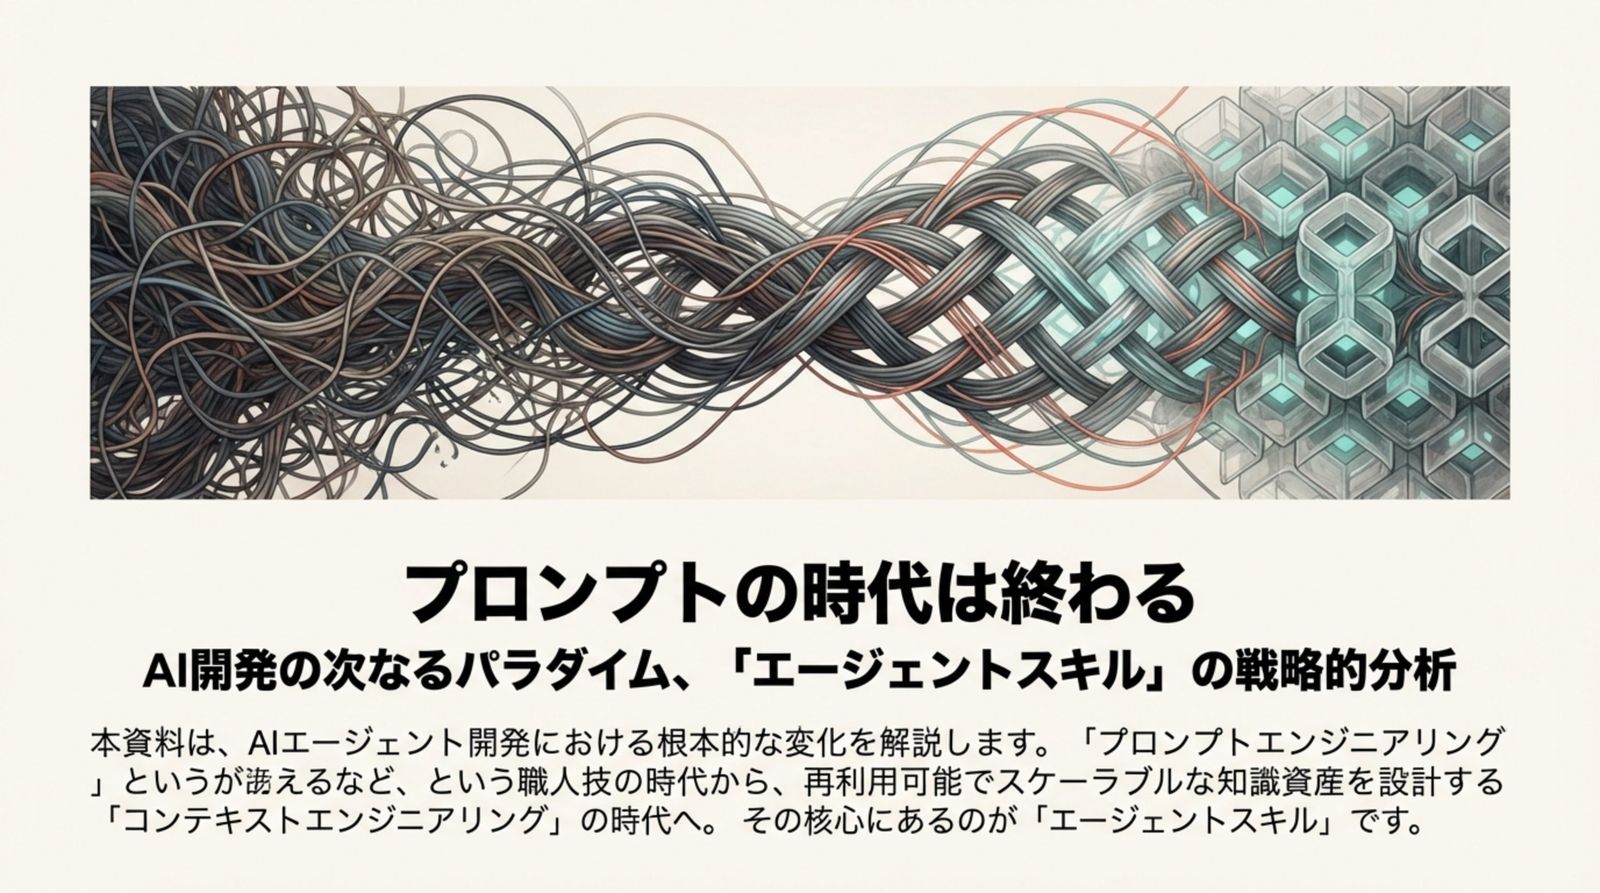 プロンプトの時代は終わる
AI開発の次なるパラダイム、「エージェントスキル」の戦略的分析
本資料は、AIエージェント開発における根本的な変化を解説します。「プロンプトエンジニアリング
」というが えるなど、という職人技の時代から、再利用可能でスケーラブルな知識資産を設計する
「コンテキストエンジニアリング」の時代へ。 その核心にあるのが「エージェントスキル」です。